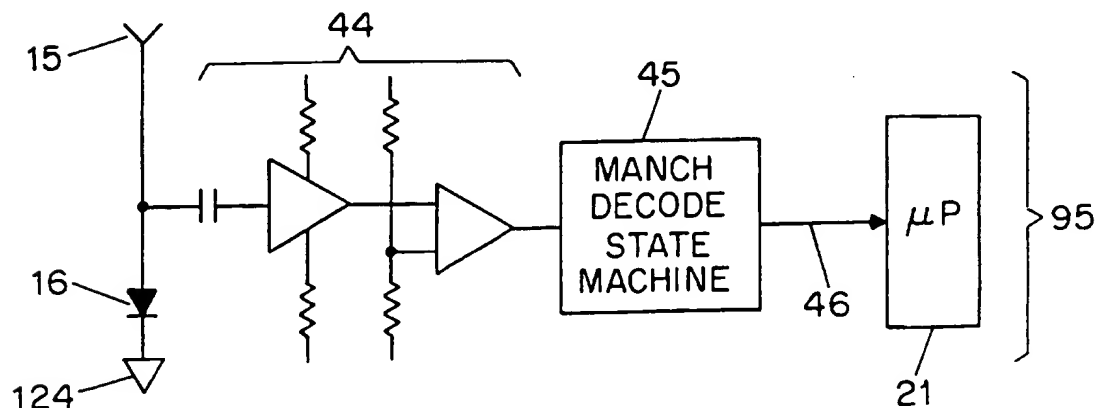 15
44
45
MANCH
DECODE
STATE
MACHINE
μP
95
16
46
124
21